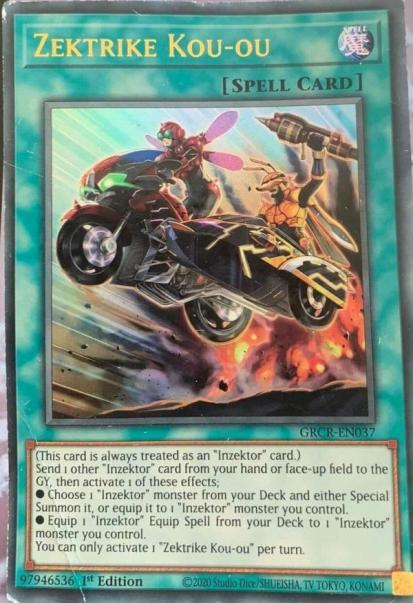 ZEKTRIKE KOU-OU
SPELL
魔
[SPELL CARD]
GRCR-EN037
(This card is always treated as an "Inzektor" card.)
Send 1 other "Inzektor" card from your hand or face-up field to the
GY, then activate 1 of these effects;
● Choose 1 "Inzektor" monster from your Deck and either Special
Summon it, or equip it to 1 "Inzektor" monster you control.
● Equip 1 "Inzektor" Equip Spell from your Deck to 1 "Inzektor"
monster you control.
You can only activate 1 "Zektrike Kou-ou" per turn.
97946536 1st Edition ©2020 Studio Dice/SHUEISHA, TV TOKYO, KONAMI